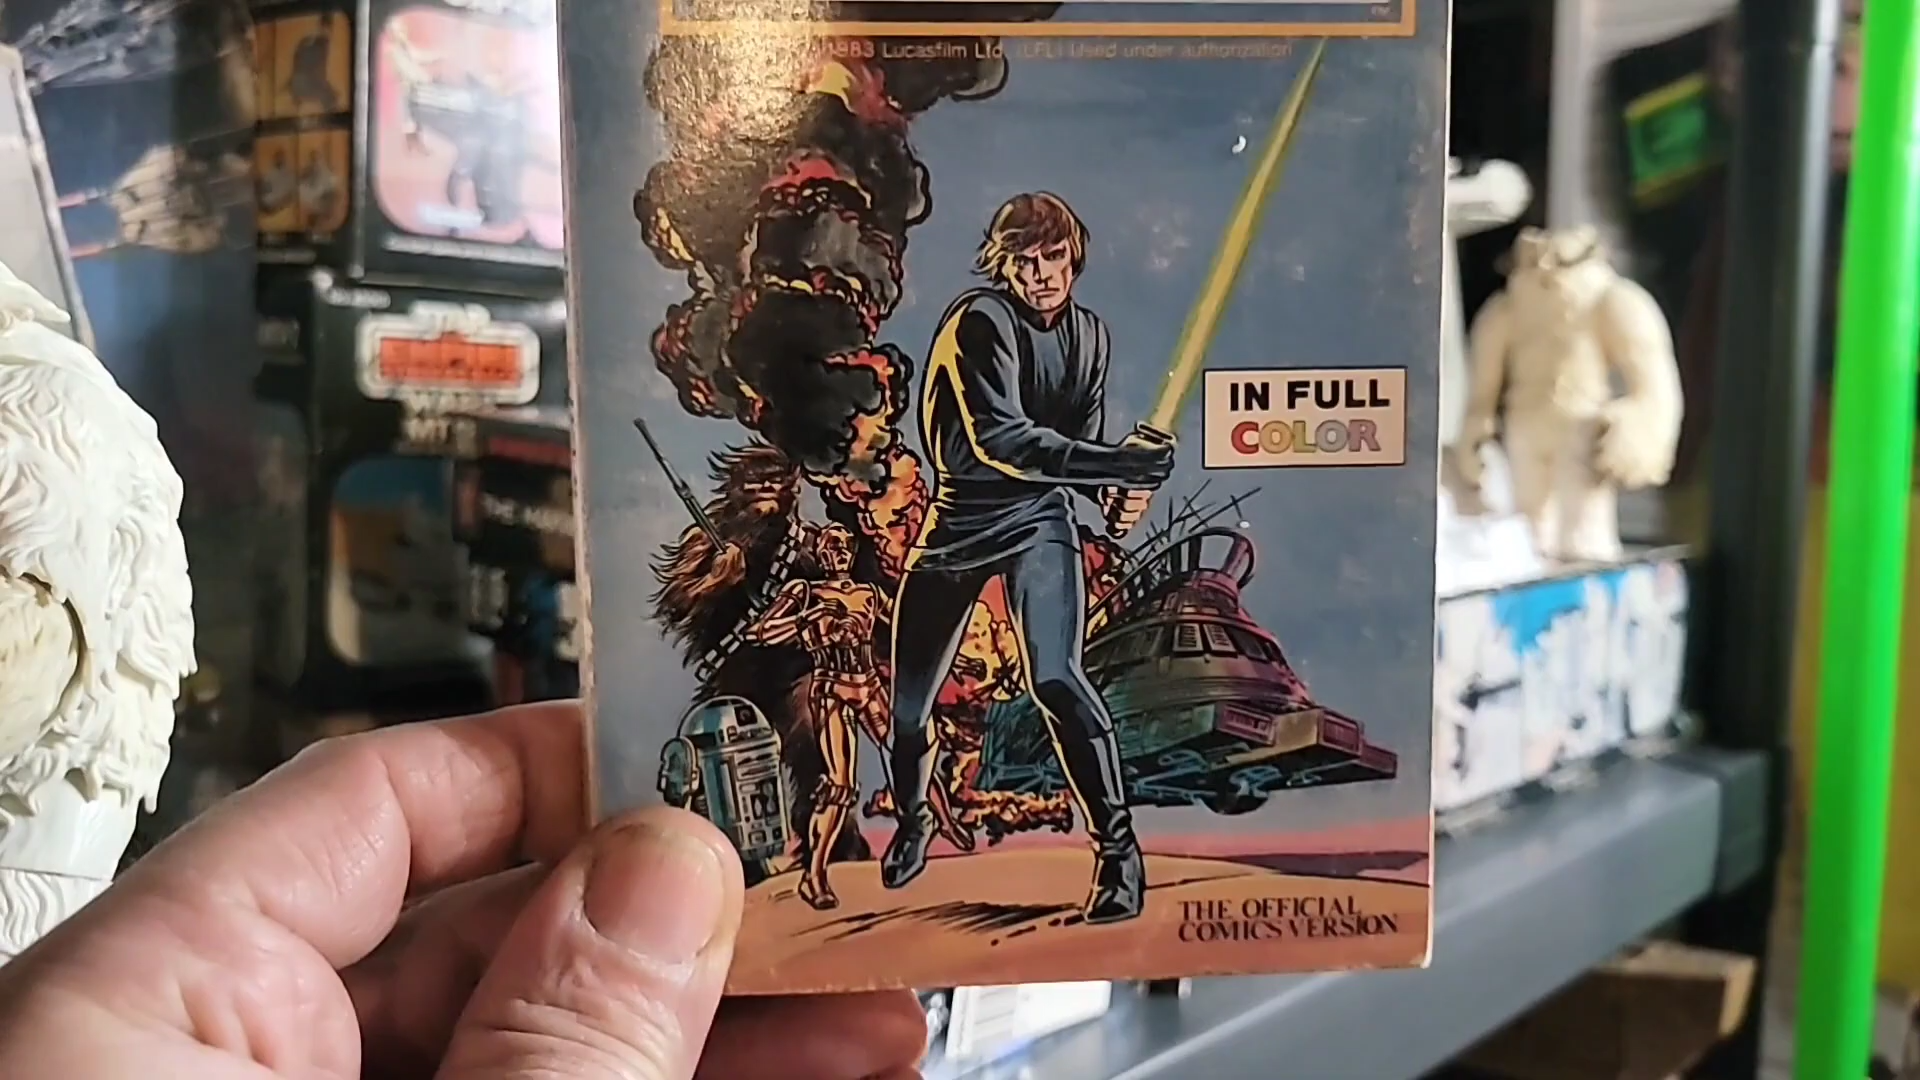 1983 Lucasfilm Ltd. (LFL) Used under authorization
IN FULL
COLOR
THE OFFICIAL
COMICS VERSION